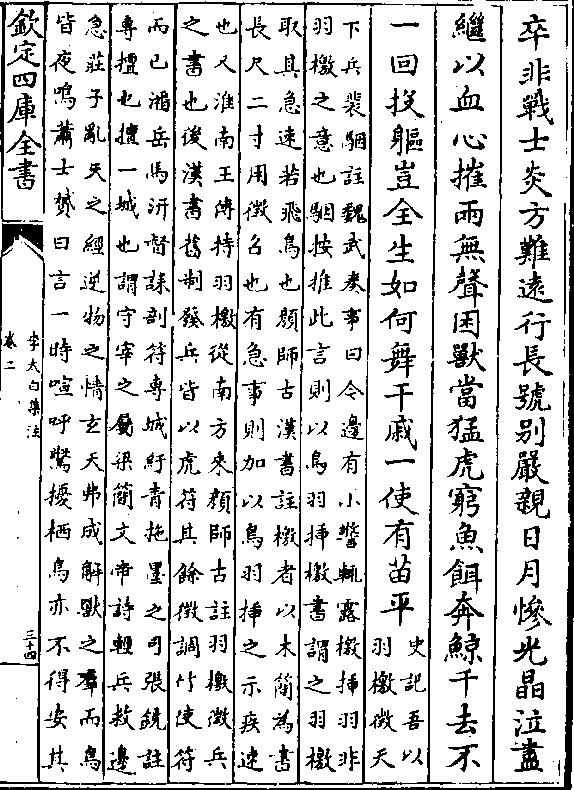 卒非戰士炎方難遠行長號别嚴親日月慘光晶泣盡
繼以血心摧兩無聲困獸當猛虎窮魚餌奔鯨千去不
一回投軀豈全生如何舞干戚一使有苗平
史記吾以
羽檄徵天
下兵裴駰註魏武奏事曰今邊有小警輒露檄插羽非
羽檄之意也駰按推此言則以鳥羽插檄書謂之羽檄
取其急速若飛鳥也顔師古漢書註檄者以木簡為書
長尺二寸用徵召也有急事則加以鳥羽插之示疾速
也又淮南王傳持羽檄從南方來顔師古註羽檄徵兵
之書也後漢書舊制發兵皆以虎符其餘徵調竹使符
而已潘岳馬汧督誄剖符專城紆青拖墨之司張銑註
專擅也擅一城也謂守宰之屬梁簡文帝詩輕兵救邊
急莊子亂天之經逆物之情玄天弗成解獸之羣而鳥
皆夜鳴蕭士贇曰言一時喧呼驚擾栖鳥亦不得安其
欽定四庫全書
李太白集注
卷二
三十四